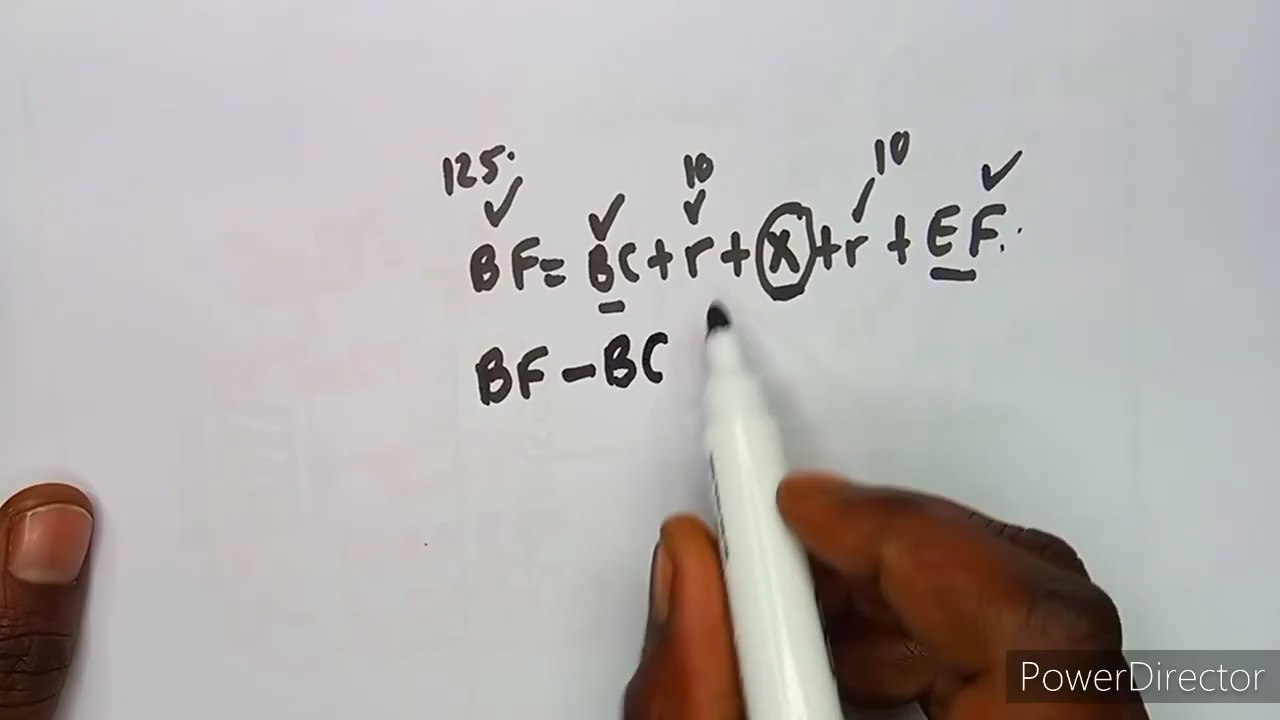 125. 10 10
BF = BC + r + x + r + EF.
BF - BC
PowerDirector